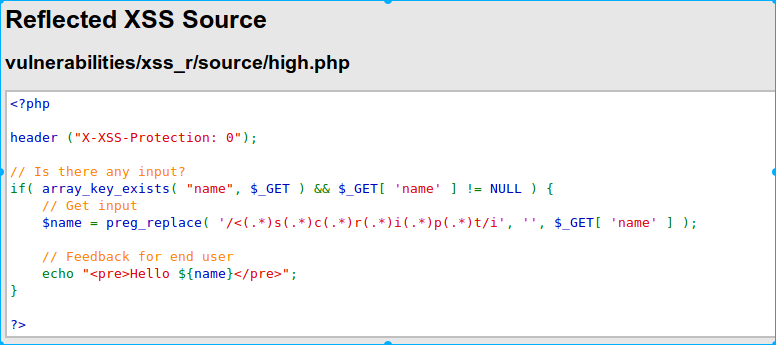 Reflected XSS Source
vulnerabilities/xss_r/source/high.php
<?php
header ("X-XSS-Protection: 0");
// Is there any input?
if( array_key_exists( "name", $_GET ) && $_GET[ 'name' ] != NULL ) {
    // Get input
    $name = preg_replace( '/<(.*)s(.*)c(.*)r(.*)i(.*)p(.*)t/i', '', $_GET[ 'name' ] );
    // Feedback for end user
    echo "<pre>Hello ${name}</pre>";
}
?>